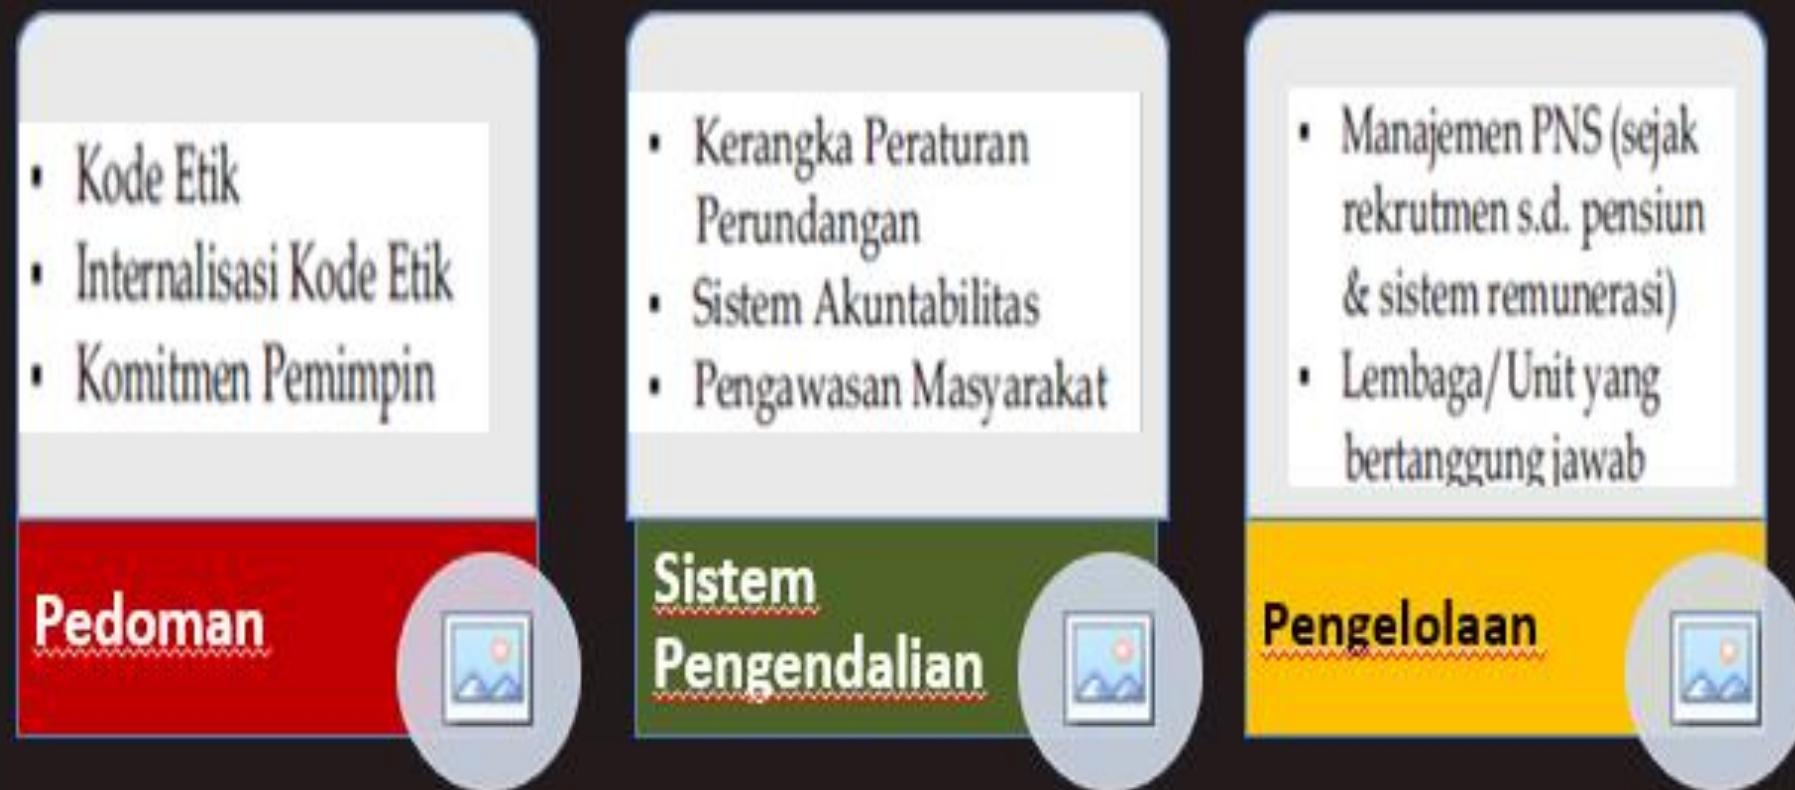 • Kode Etik
• Internalisasi Kode Etik
• Komitmen Pemimpin
Pedoman
• Kerangka Peraturan
Perundangan
• Sistem Akuntabilitas
• Pengawasan Masyarakat
Sistem
Pengendalian
• Manajemen PNS (sejak
rekrutmen s.d. pensiun
& sistem remunerasi)
• Lembaga/Unit yang
bertanggung jawab
Pengelolaan